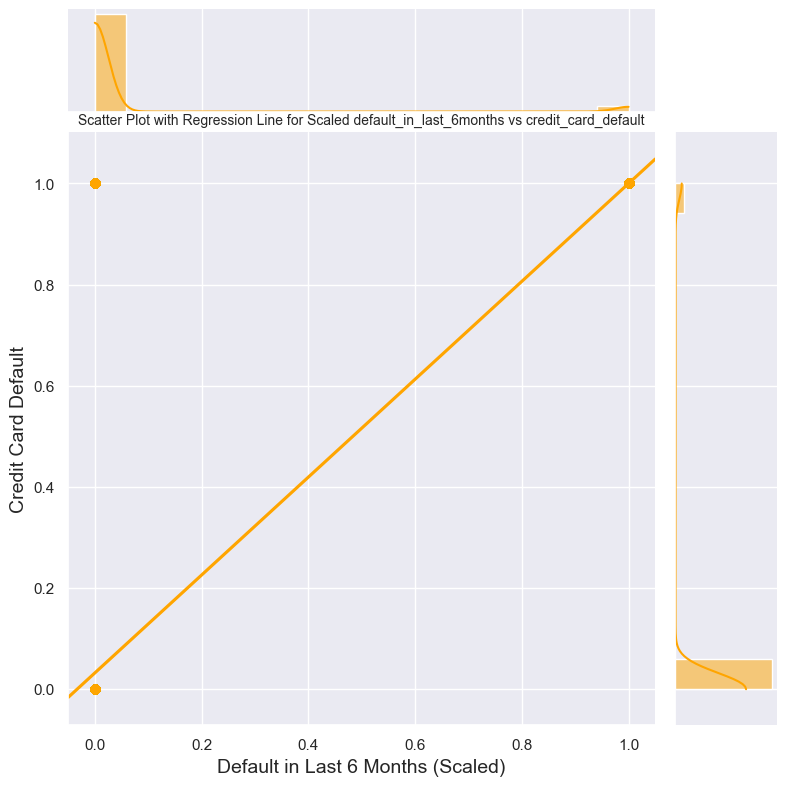 Scatter Plot with Regression Line for Scaled default_in_last_6months vs credit_card_default
1.0
0.8
0.6
0.4
0.2
0.0
Credit Card Default
0.0 0.2 0.4 0.6 0.8 1.0
Default in Last 6 Months (Scaled)